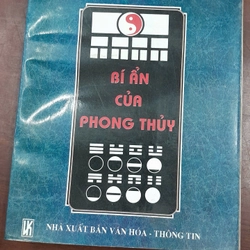 BÍ ẨN
CỦA
PHONG THỦY
NHÀ XUẤT BẢN VĂN HÓA - THÔNG TIN